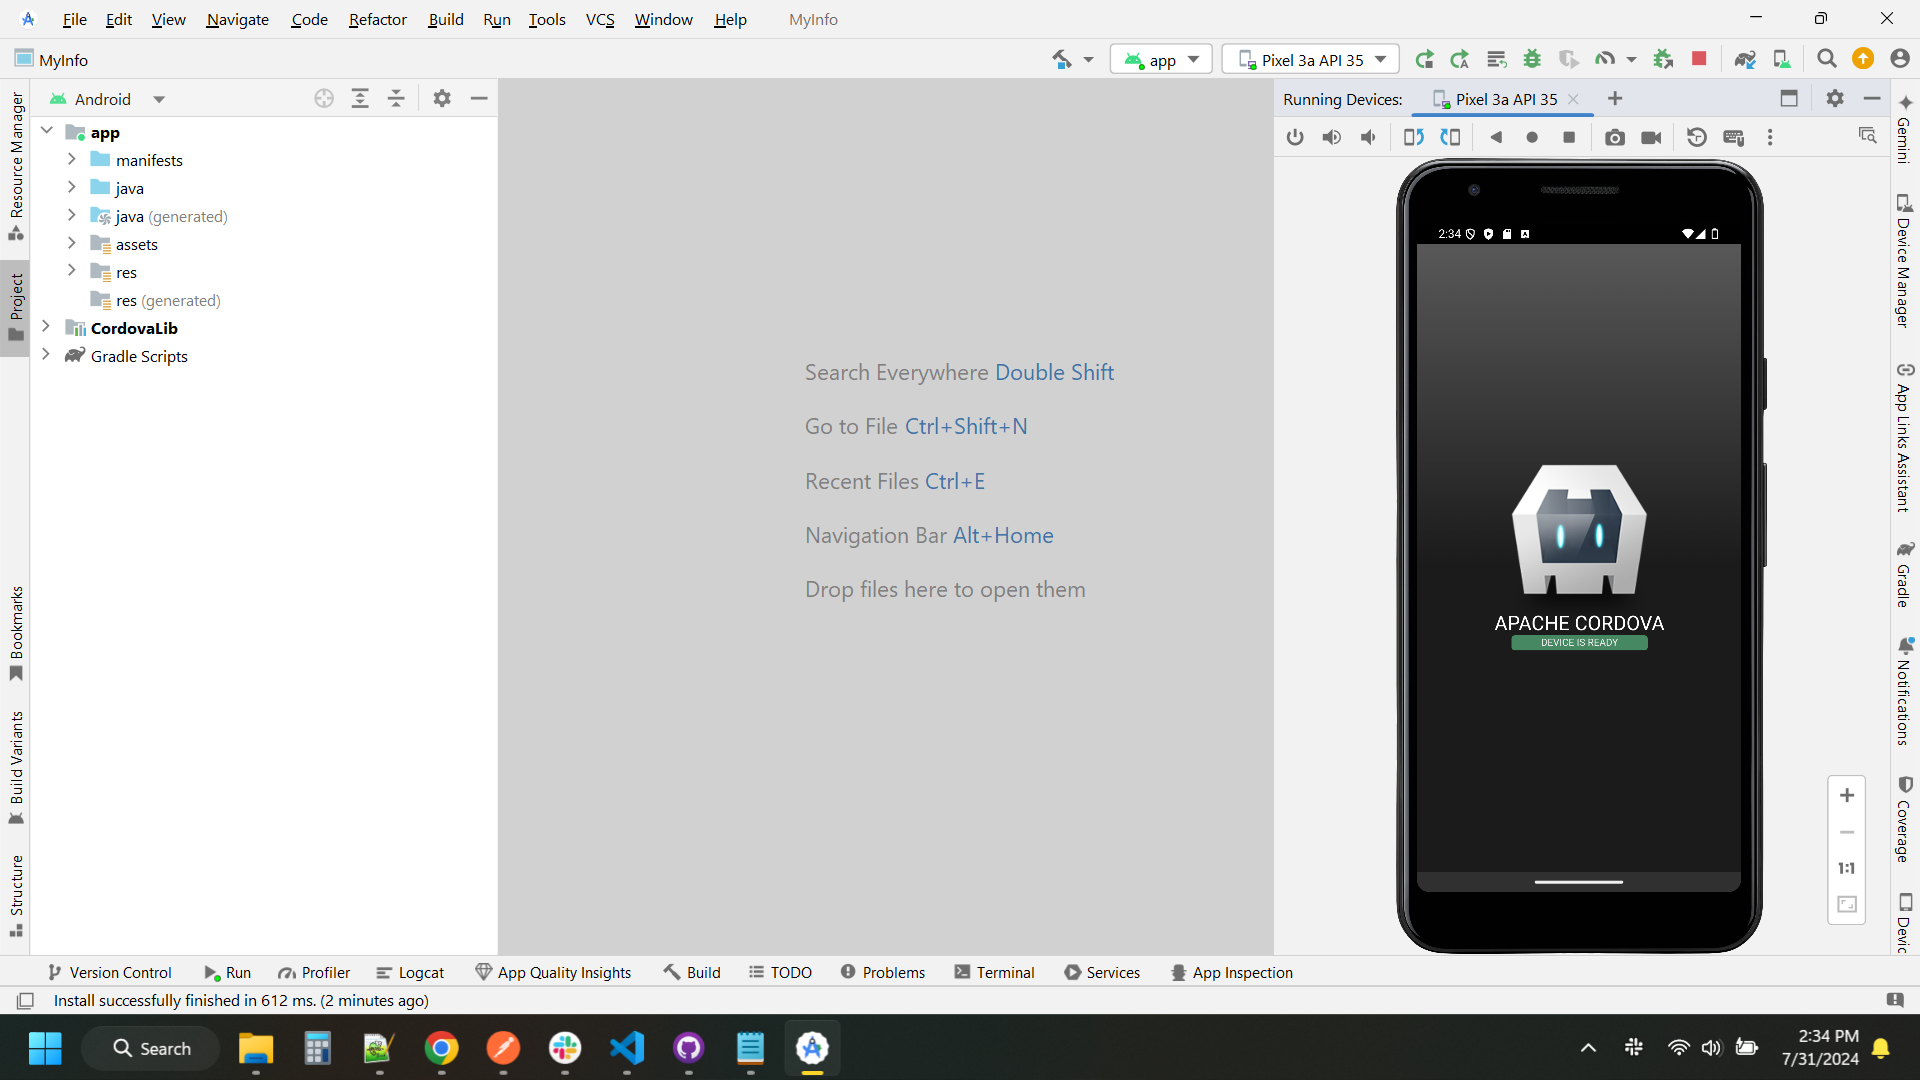 File Edit View Navigate Code Refactor Build Run Tools VCS Window Help MyInfo
MyInfo
app
Pixel 3a API 35
Android
Running Devices:
Pixel 3a API 35
app
manifests
java
java (generated)
assets
res
res (generated)
CordovaLib
Gradle Scripts
Resource Manager
Project
Bookmarks
Build Variants
Structure
Search Everywhere Double Shift
Go to File Ctrl+Shift+N
Recent Files Ctrl+E
Navigation Bar Alt+Home
Drop files here to open them
2:34
APACHE CORDOVA
DEVICE IS READY
1:1
Gemini
Device Manager
App Links Assistant
Gradle
Notifications
Coverage
Devic
Version Control
Run
Profiler
Logcat
App Quality Insights
Build
TODO
Problems
Terminal
Services
App Inspection
Install successfully finished in 612 ms. (2 minutes ago)
Search
2:34 PM
7/31/2024